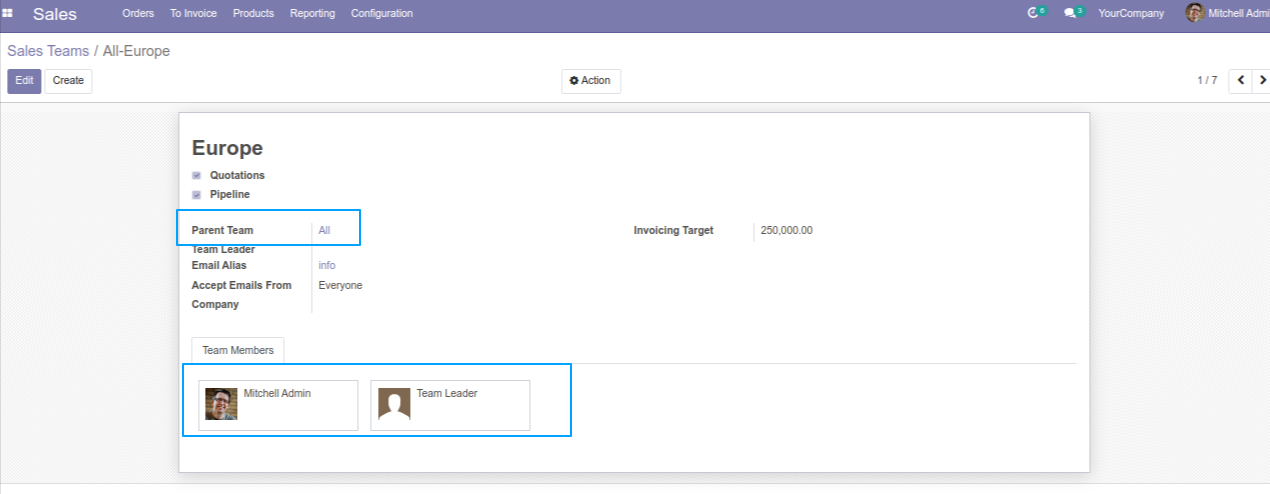 Sales Orders To Invoice Products Reporting Configuration 6 3 YourCompany Mitchell Admi
Sales Teams / All-Europe
Edit Create Action 1 / 7
Europe
Quotations
Pipeline
Parent Team All Invoicing Target 250,000.00
Team Leader
Email Alias info
Accept Emails From Everyone
Company
Team Members
Mitchell Admin Team Leader